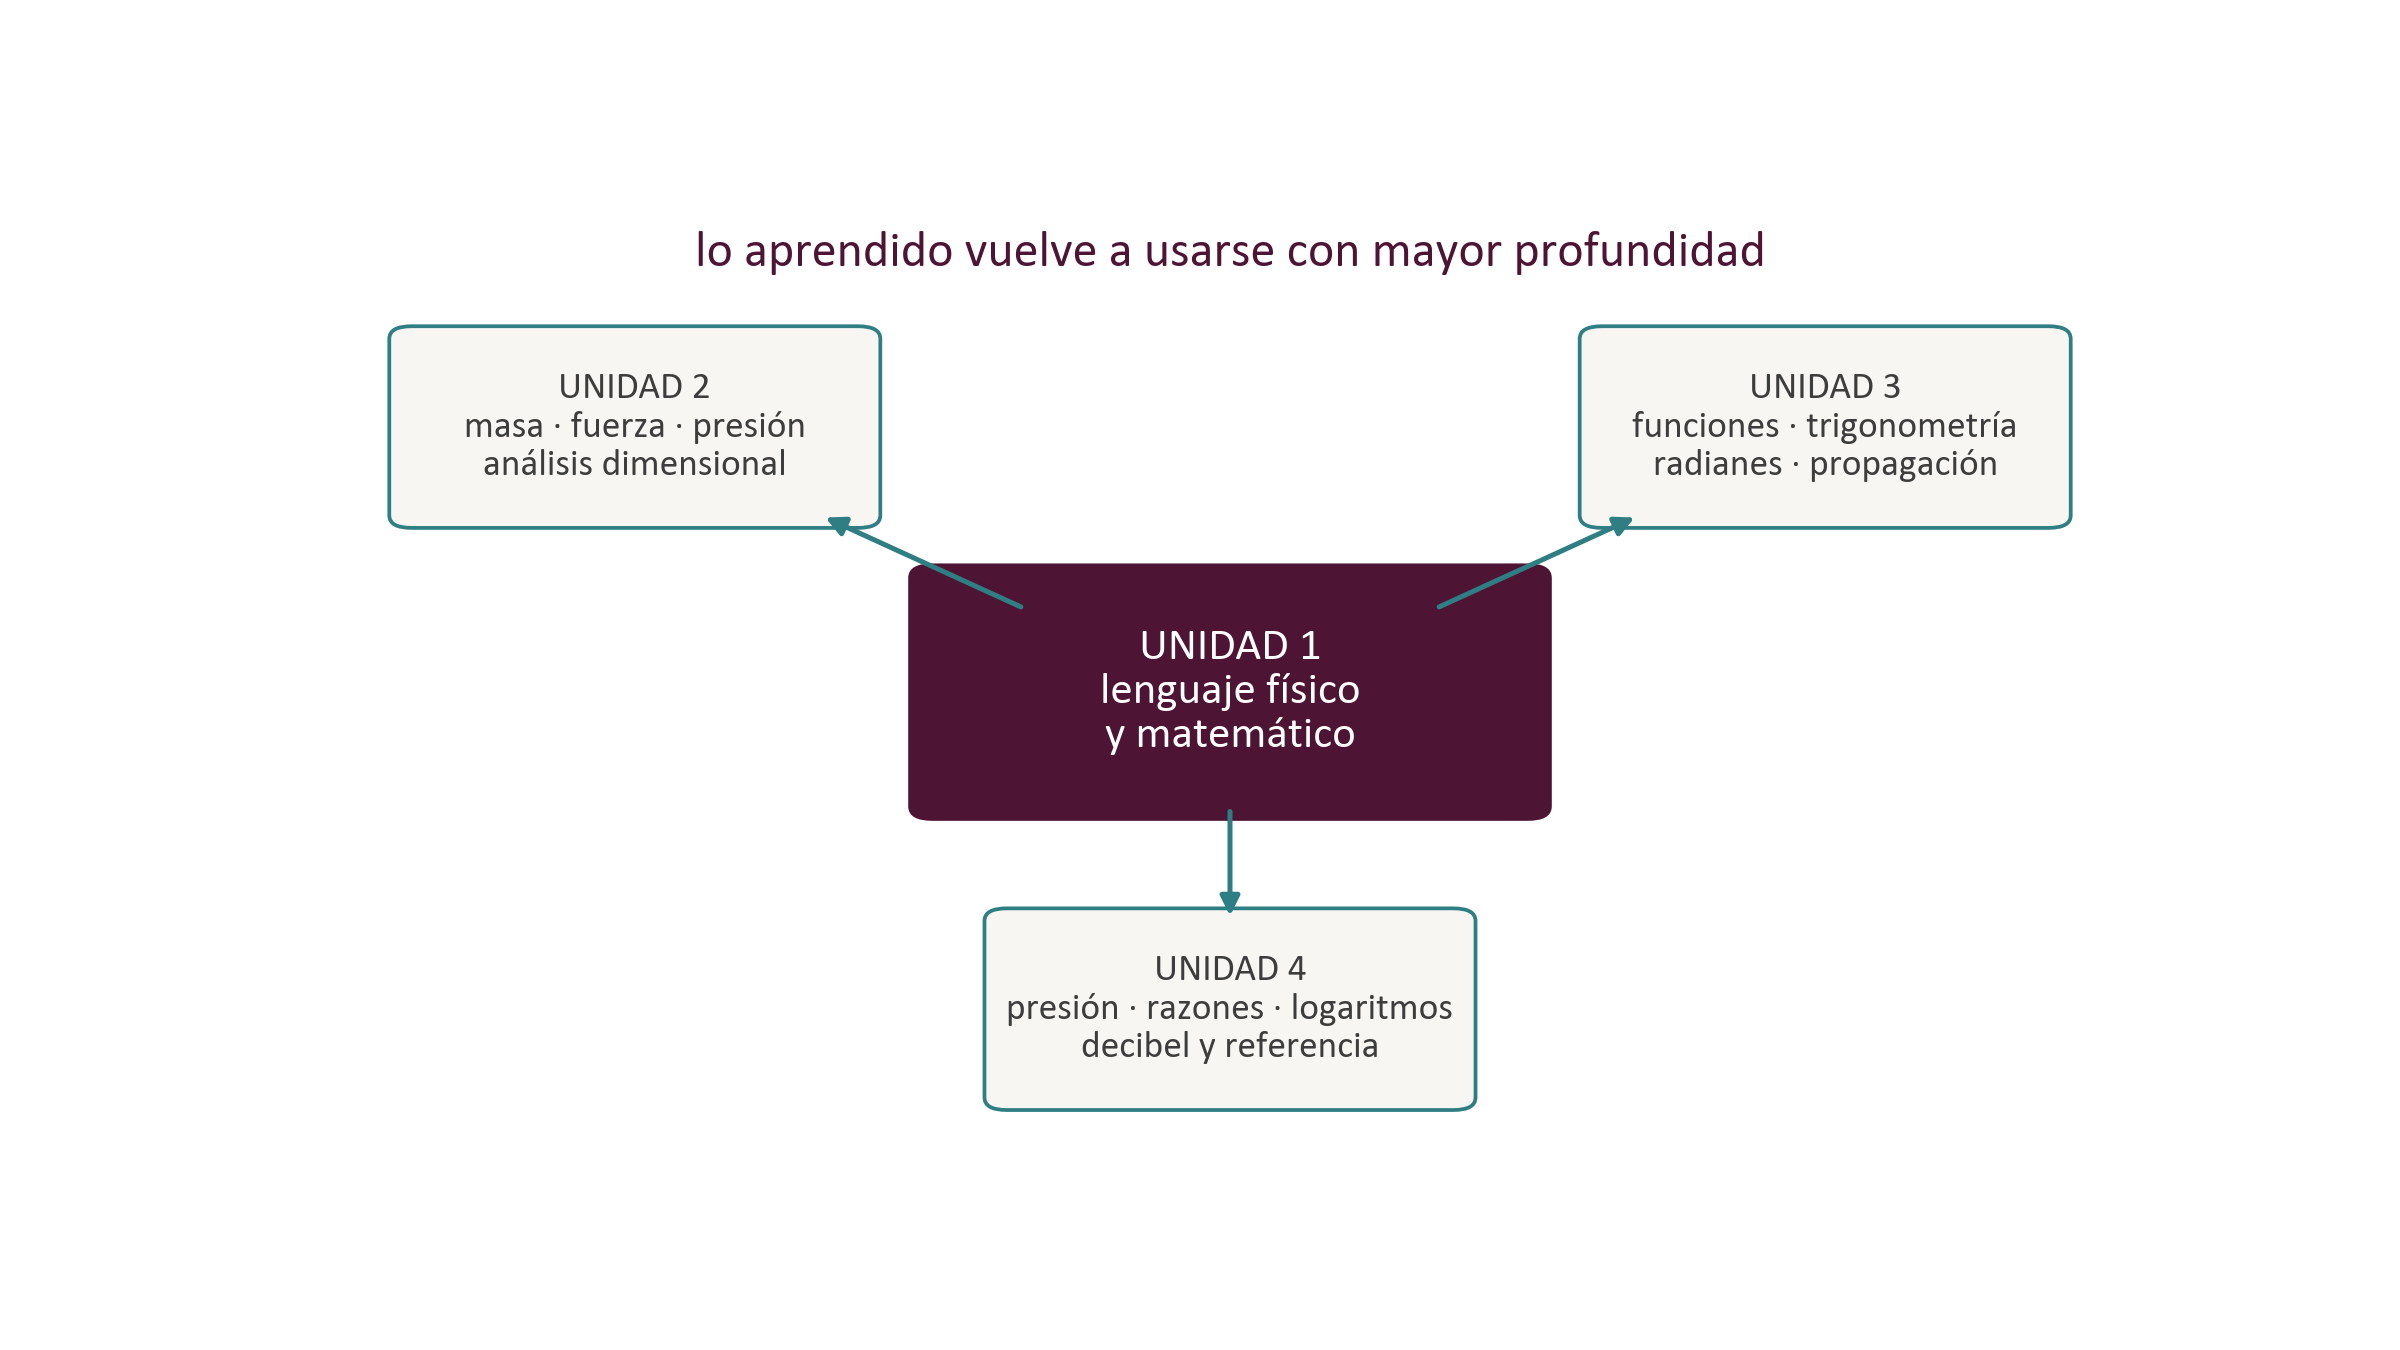 lo aprendido vuelve a usarse con mayor profundidad
UNIDAD 2
masa · fuerza · presión
análisis dimensional
UNIDAD 3
funciones · trigonometría
radianes · propagación
UNIDAD 1
lenguaje físico
y matemático
UNIDAD 4
presión · razones · logaritmos
decibel y referencia